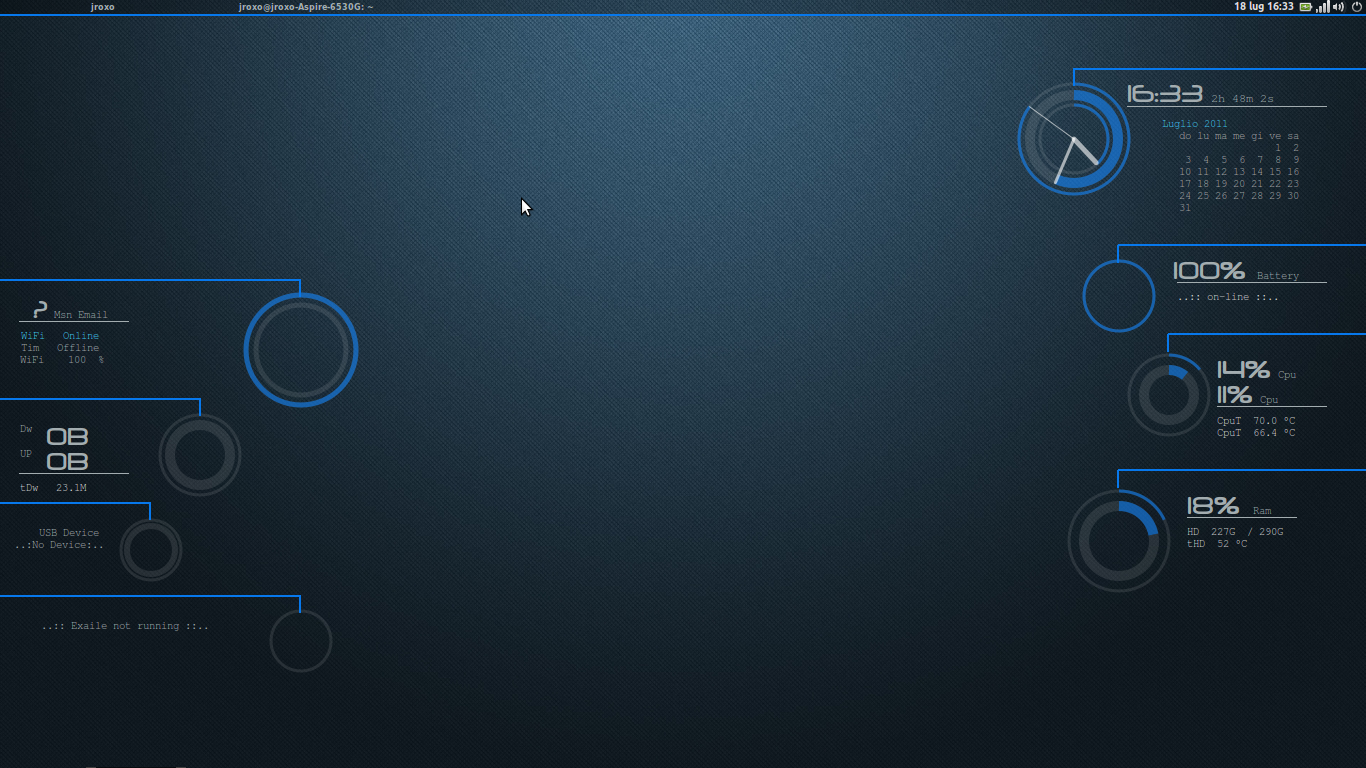 jroxo jroxo@jroxo-Aspire-6530G: ~ 18 lug 16:33
16:33 2h 48m 2s
Luglio 2011
do lu ma me gi ve sa
1 2
3 4 5 6 7 8 9
10 11 12 13 14 15 16
17 18 19 20 21 22 23
24 25 26 27 28 29 30
31
100% Battery
..:: on-line ::..
14% Cpu
11% Cpu
CpuT 70.0 °C
CpuT 66.4 °C
18% Ram
HD 227G / 290G
tHD 52 °C
? Msn Email
WiFi Online
Tim Offline
WiFi 100 %
Dw 0B
UP 0B
tDw 23.1M
USB Device
..:No Device:..
..:: Exaile not running ::..